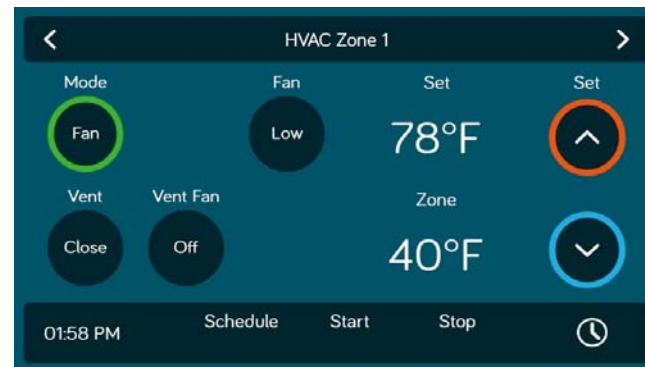 HVAC Zone 1
Mode Fan Set Set
Fan Low 78°F
Vent Vent Fan Zone
Close Off 40°F
01:58 PM Schedule Start Stop